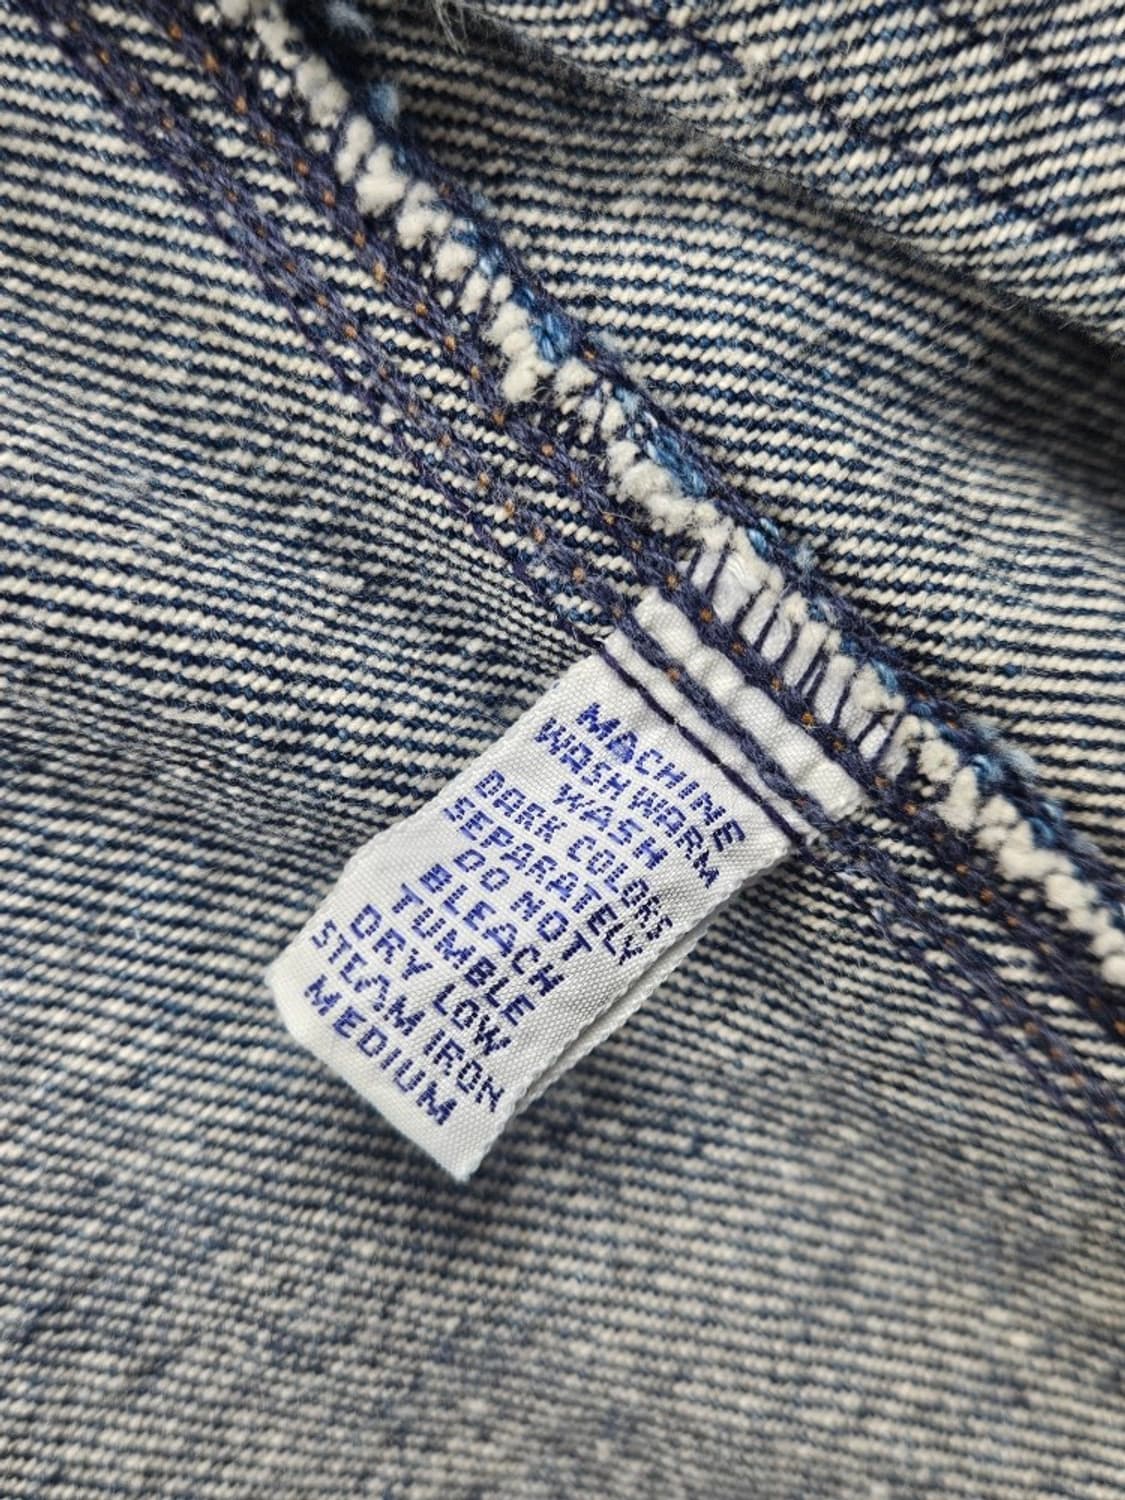 MACHINE
WASH WARM
WASH
DARK COLORS
SEPARATELY
DO NOT
BLEACH
TUMBLE
DRY LOW
STEAM IRON
MEDIUM